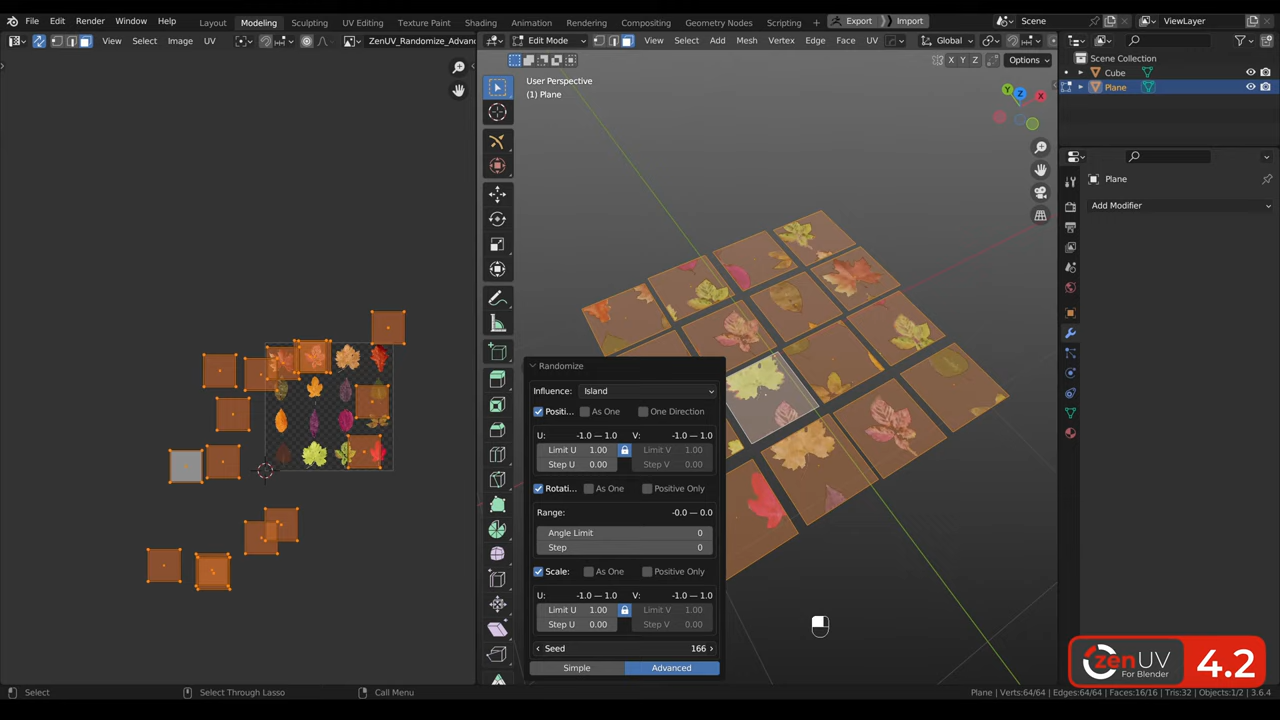 File Edit Render Window Help Layout Modeling Sculpting UV Editing Texture Paint Shading Animation Rendering Compositing Geometry Nodes Scripting Export Import Scene ViewLayer
View Select Image UV ZenUV_Randomize_Advan Edit Mode View Select Add Mesh Vertex Edge Face UV Global
X Y Z Options
Scene Collection
Cube
Plane
User Perspective
(1) Plane
Y Z X
Plane
Add Modifier
Randomize
Influence: Island
Positi... As One One Direction
U: -1.0 — 1.0 V: -1.0 — 1.0
Limit U 1.00 Limit V 1.00
Step U 0.00 Step V 0.00
Rotati... As One Positive Only
Range: -0.0 — 0.0
Angle Limit 0
Step 0
Scale: As One Positive Only
U: -1.0 — 1.0 V: -1.0 — 1.0
Limit U 1.00 Limit V 1.00
Step U 0.00 Step V 0.00
Seed 166
Simple Advanced
zen UV 4.2
For Blender
Select Select Through Lasso Call Menu Plane | Verts:64/64 | Edges:64/64 | Faces:16/16 | Tris:32 | Objects:1/2 | 3.6.4